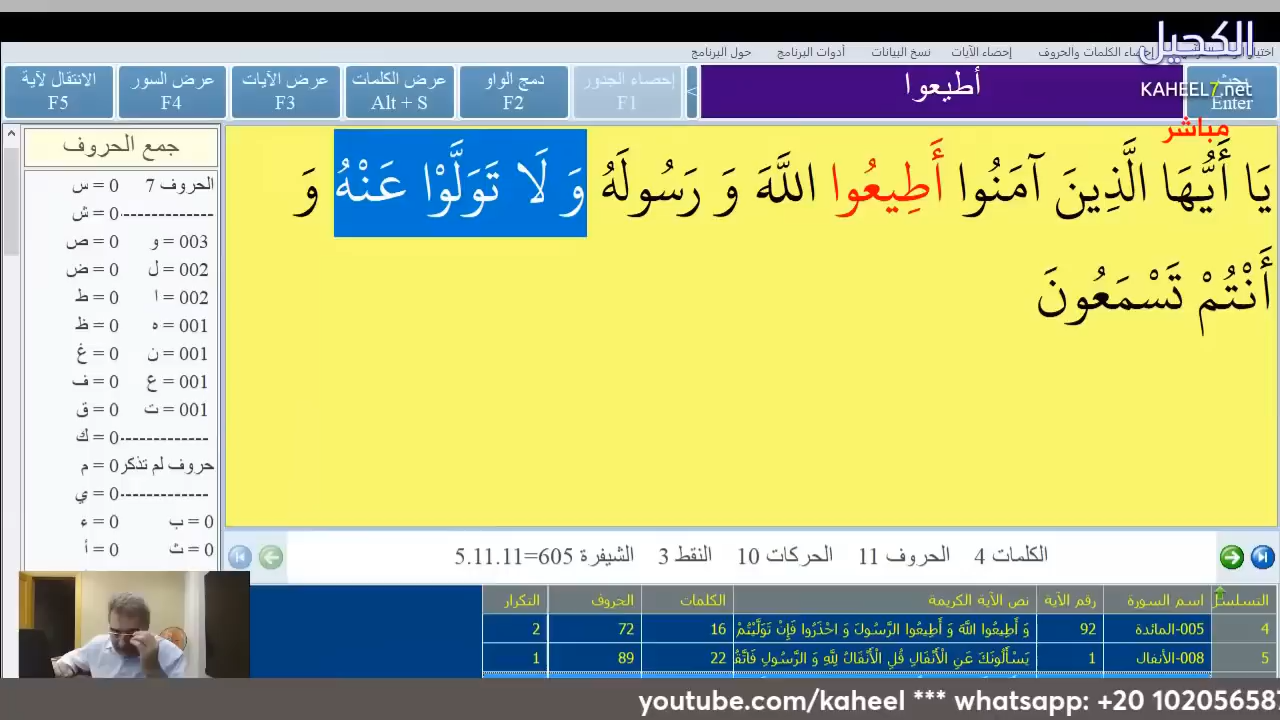 الكحيل
إحصاء الكلمات والحروف إحصاء الآيات نسخ البيانات أدوات البرنامج حول البرنامج
بحث Enter
KAHEEL7.net
مباشر
أطيعوا
>
إحصاء الجذور F1
دمج الواو F2
عرض الكلمات Alt + S
عرض الآيات F3
عرض السور F4
الانتقال لآية F5
يَا أَيُّهَا الَّذِينَ آمَنُوا أَطِيعُوا اللَّهَ وَ رَسُولَهُ وَ لَا تَوَلَّوْا عَنْهُ وَ
أَنْتُمْ تَسْمَعُونَ
جمع الحروف
الحروف 7 س = 0
------------- ش = 0
و = 003 ص = 0
ل = 002 ض = 0
ا = 002 ط = 0
ه = 001 ظ = 0
ن = 001 غ = 0
ع = 001 ف = 0
ت = 001 ق = 0
------------- ك = 0
حروف لم تذكر م = 0
------------- ي = 0
ب = 0 ء = 0
ث = 0 أ = 0
الكلمات 4 الحروف 11 الحركات 10 النقط 3 الشيفرة 605=5.11.11
التسلسل اسم السورة رقم الآية نص الآية الكريمة الكلمات الحروف التكرار
4 005-المائدة 92 وَ أَطِيعُوا اللَّهَ وَ أَطِيعُوا الرَّسُولَ وَ احْذَرُوا فَإِنْ تَوَلَّيْتُمْ 16 72 2
5 008-الأنفال 1 يَسْأَلُونَكَ عَنِ الْأَنْفَالِ قُلِ الْأَنْفَالُ لِلَّهِ وَ الرَّسُولِ فَاتَّقُ 22 89 1
youtube.com/kaheel *** whatsapp: +20 102056587